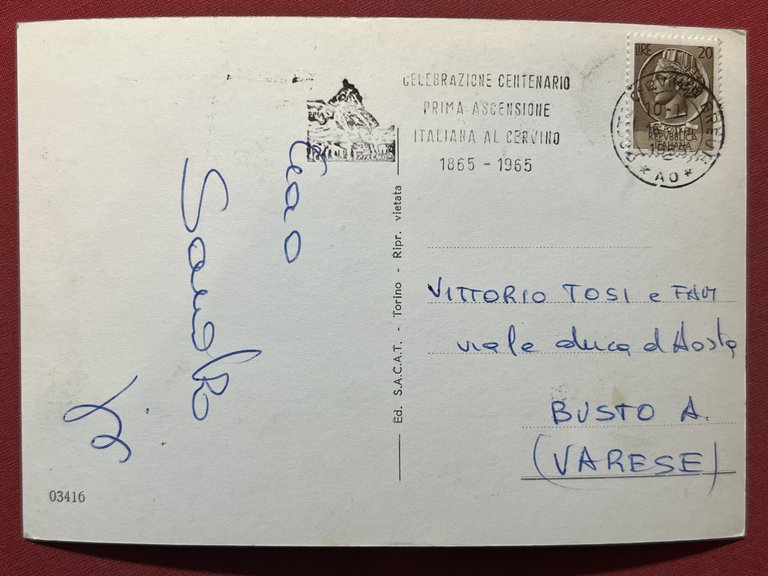 Ciao
Sandro
03416
Ed. S.A.C.A.T. - Torino - Ripr. vietata
CELEBRAZIONE CENTENARIO
PRIMA ASCENSIONE
ITALIANA AL CERVINO
1865 - 1965
LIRE 20
REPUBBLICA
ITALIANA
* AO *
VITTORIO TOSI e FAM
viale duca d'Aosta
BUSTO A.
(VARESE)